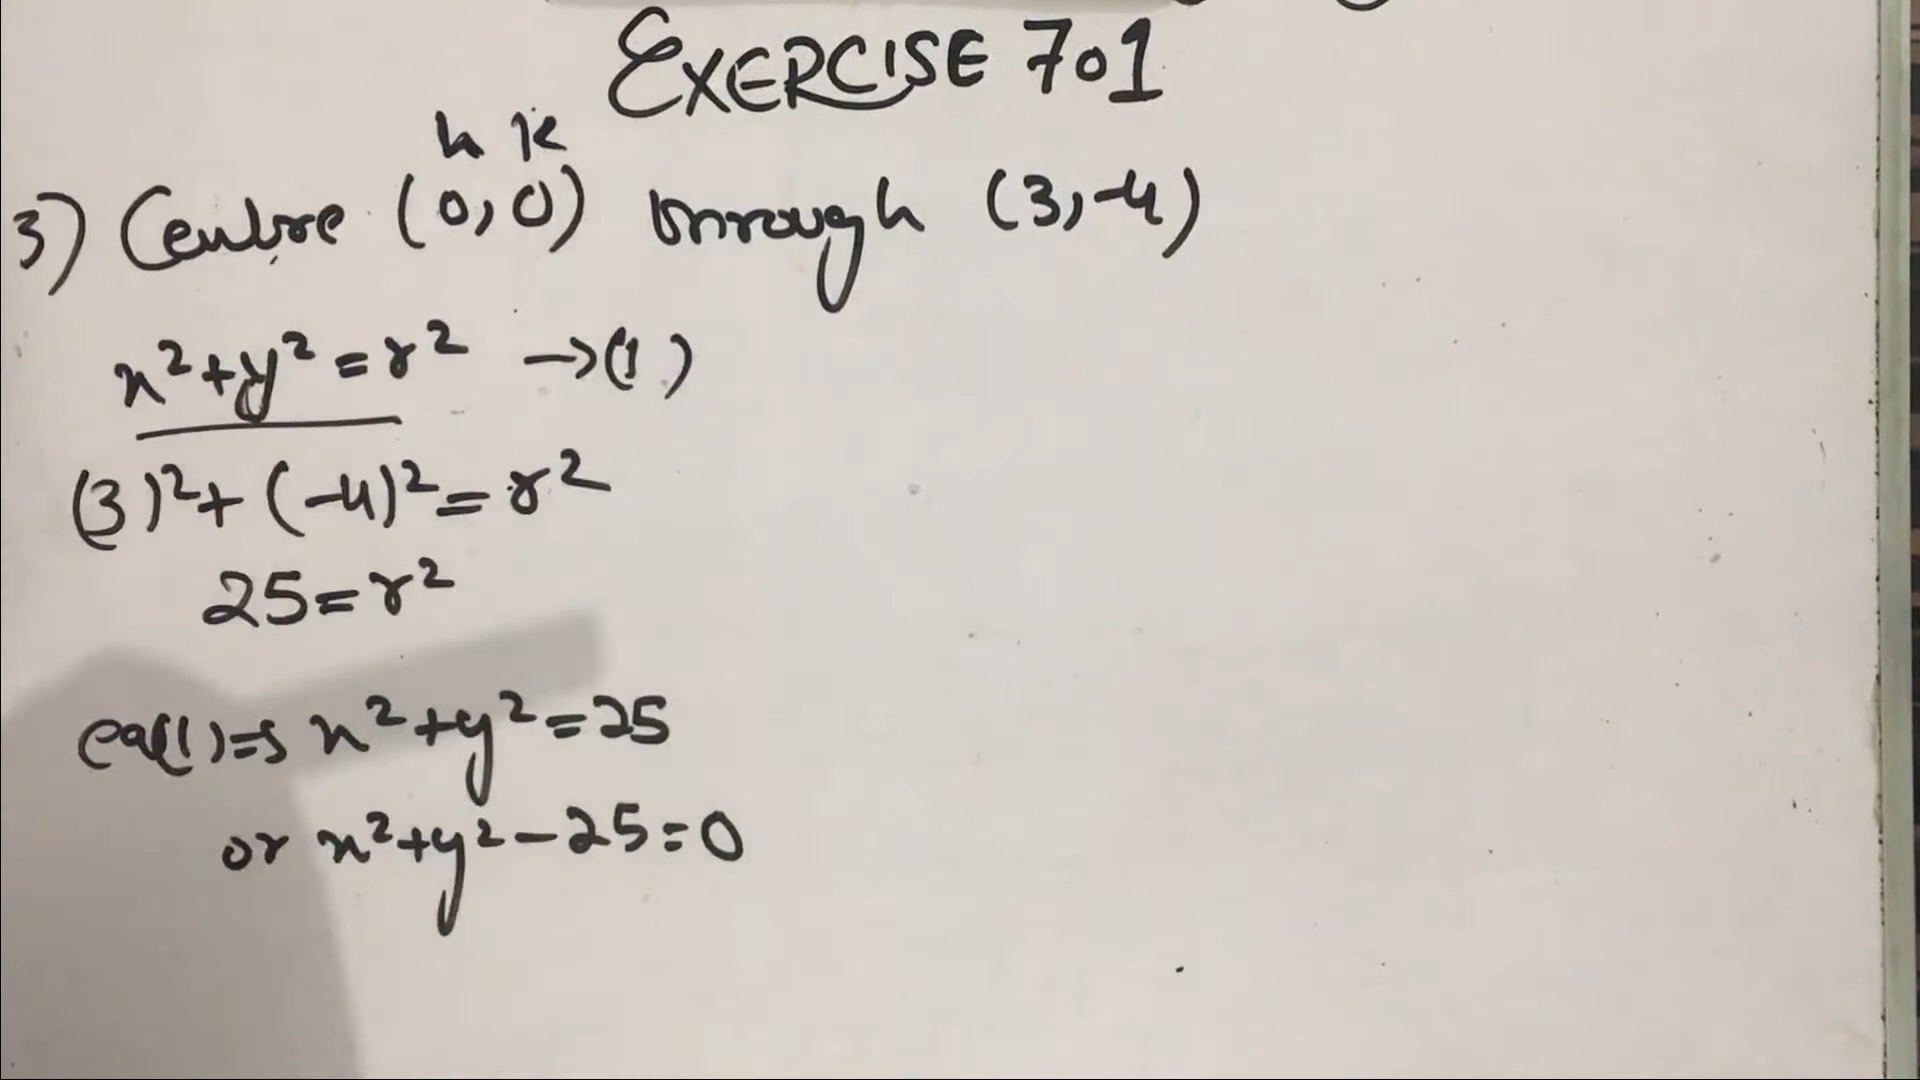 EXERCISE 7.1
h k
3) Centre (0,0) through (3,-4)
x²+y²=r² →(1)
(3)²+(-4)²=r²
25=r²
eq(1)=> x²+y²=25
or x²+y²-25=0